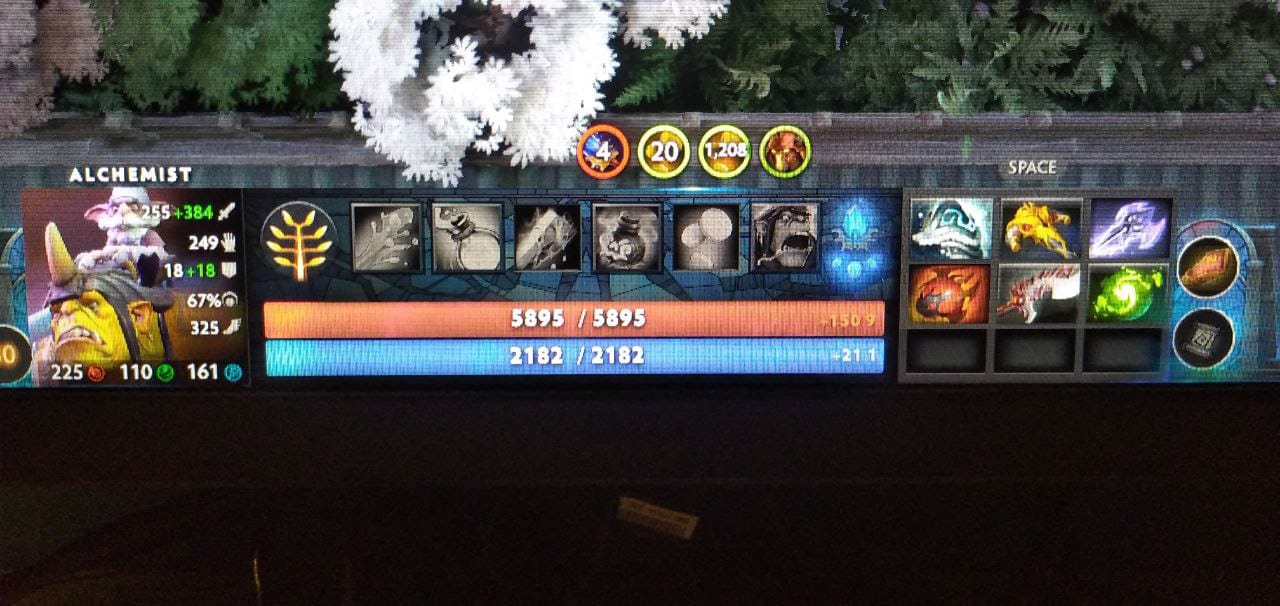 4 20 1,208
ALCHEMIST
SPACE
255+384
249
18+18
67%
325
225 110 161
5895 / 5895 +150.9
2182 / 2182 +21.1